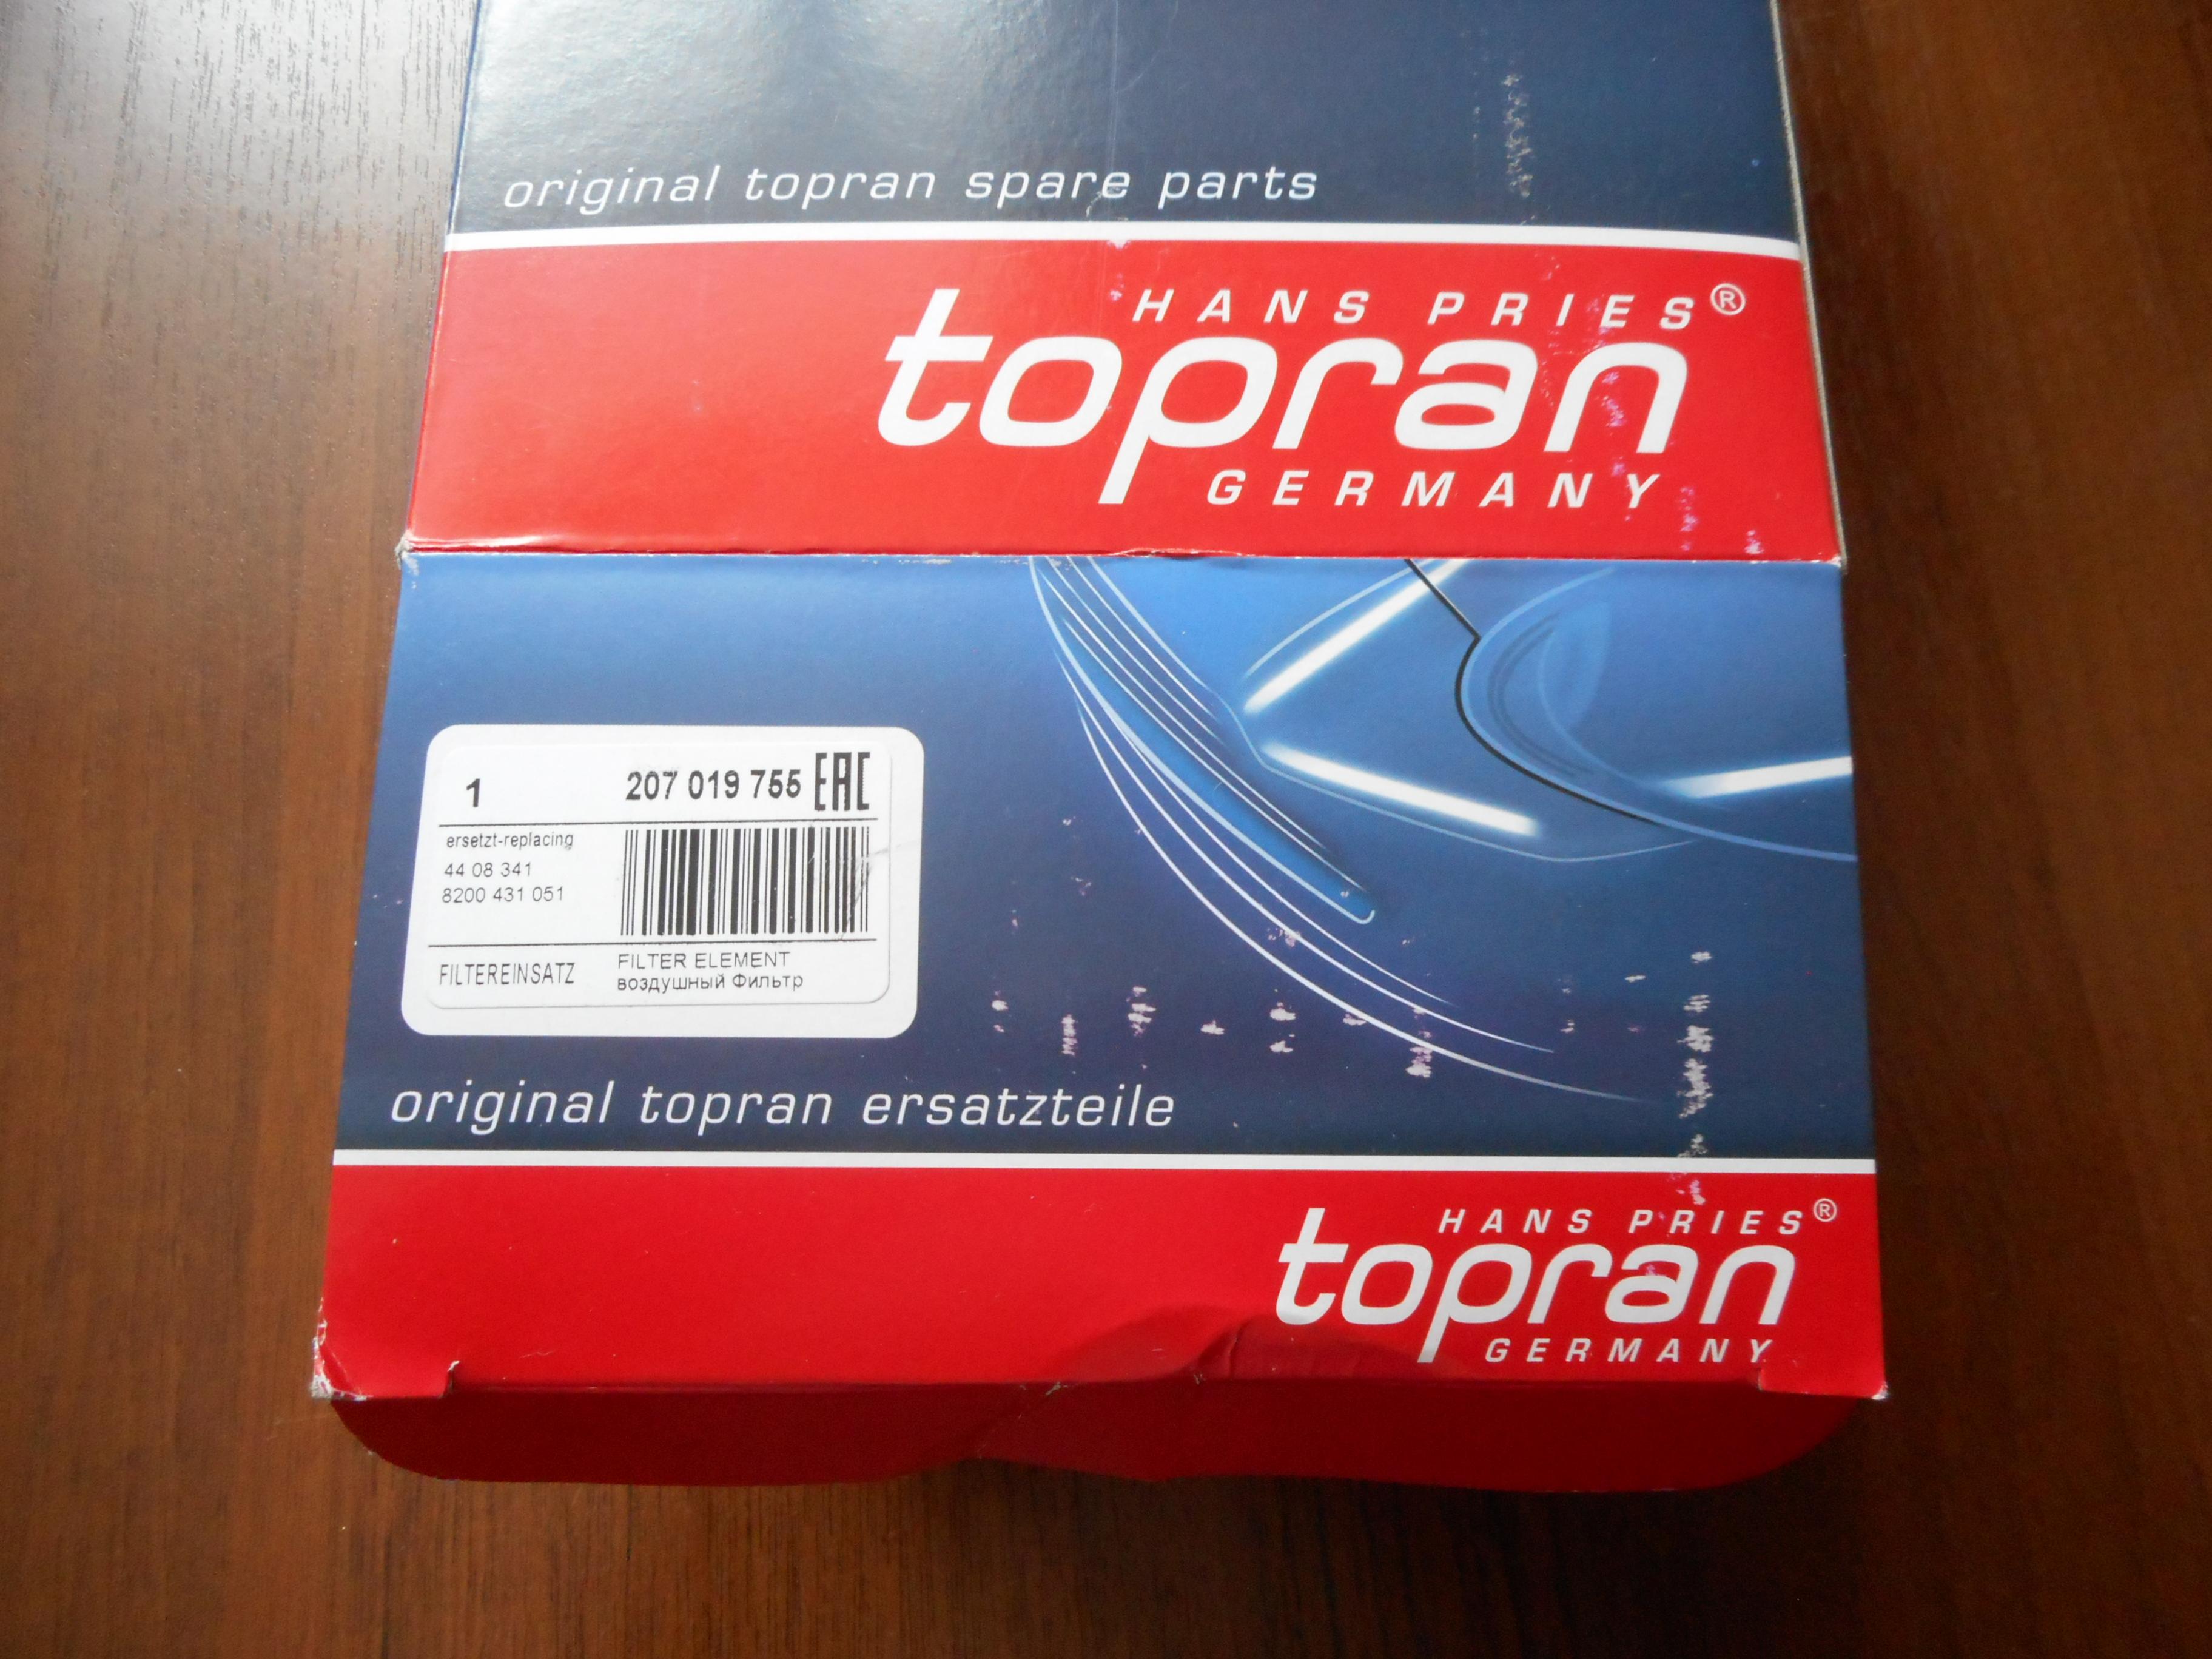 original topran spare parts
HANS PRIES®
topran
GERMANY
1 207 019 755 EAC
ersetzt-replacing
44 08 341
8200 431 051
FILTEREINSATZ
FILTER ELEMENT
воздушный Фильтр
original topran ersatzteile
HANS PRIES®
topran
GERMANY